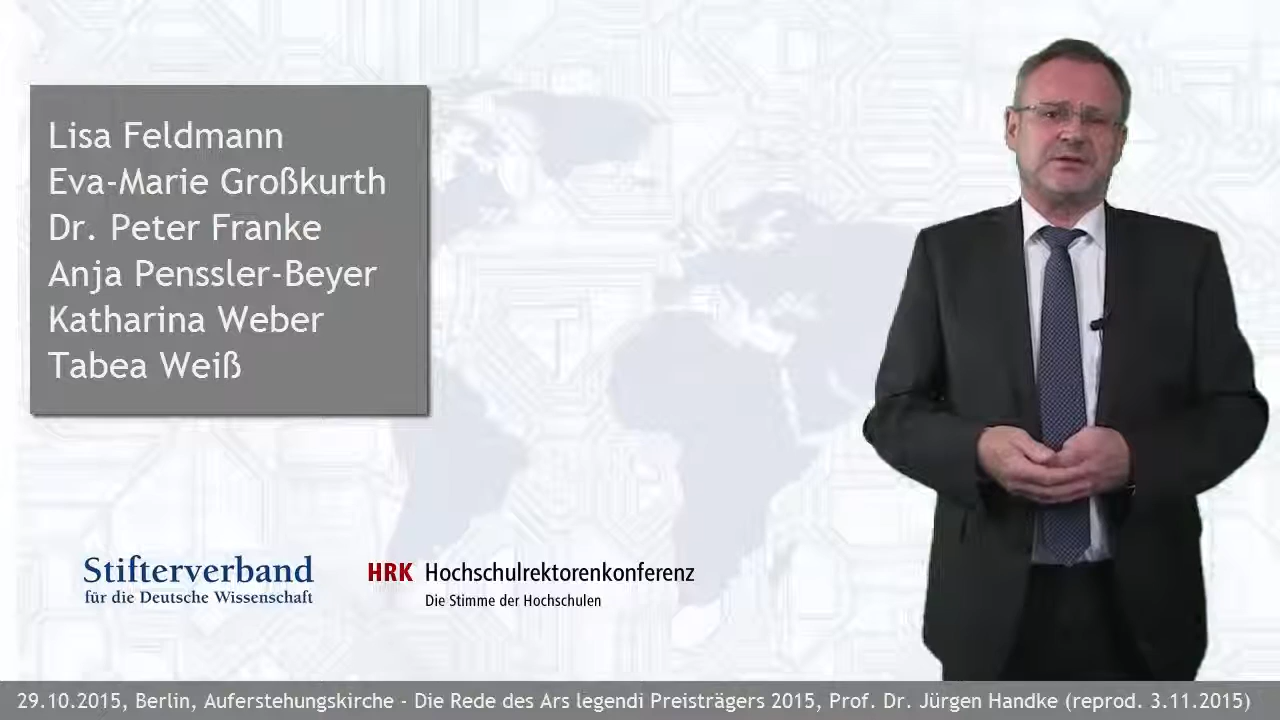 Lisa Feldmann
Eva-Marie Großkurth
Dr. Peter Franke
Anja Penssler-Beyer
Katharina Weber
Tabea Weiß
Stifterverband
für die Deutsche Wissenschaft
HRK Hochschulrektorenkonferenz
Die Stimme der Hochschulen
29.10.2015, Berlin, Auferstehungskirche - Die Rede des Ars legendi Preisträgers 2015, Prof. Dr. Jürgen Handke (reprod. 3.11.2015)